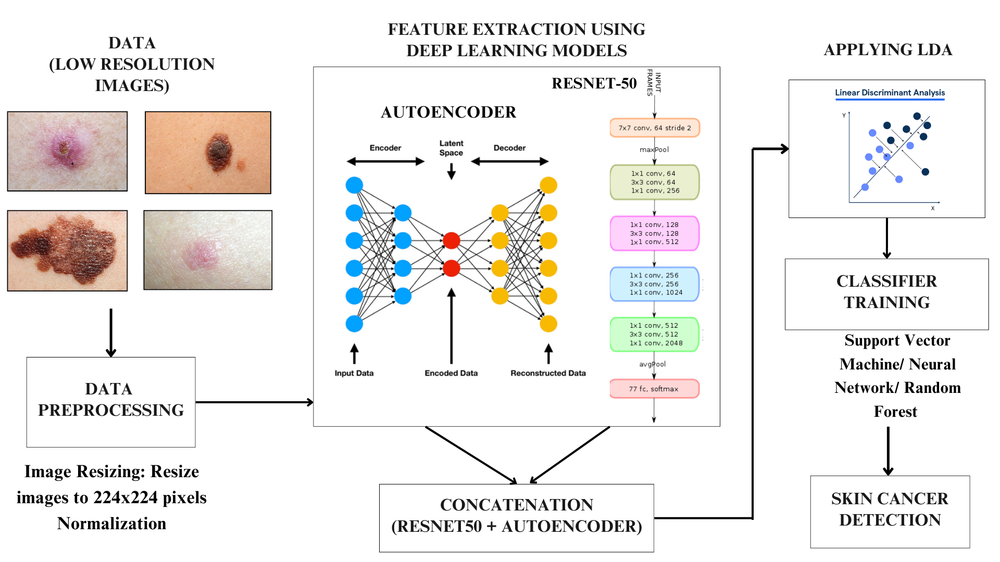 DATA
(LOW RESOLUTION
IMAGES)
DATA
PREPROCESSING
Image Resizing: Resize
images to 224x224 pixels
Normalization
FEATURE EXTRACTION USING
DEEP LEARNING MODELS
AUTOENCODER
Encoder
Latent
Space
Decoder
Input Data
Encoded Data
Reconstructed Data
RESNET-50
INPUT
FRAMES
7x7 conv, 64 stride 2
maxPool
1x1 conv, 64
3x3 conv, 64
1x1 conv, 256
1x1 conv, 128
3x3 conv, 128
1x1 conv, 512
1x1 conv, 256
3x3 conv, 256
1x1 conv, 1024
1x1 conv, 512
3x3 conv, 512
1x1 conv, 2048
avgPool
77 fc, softmax
CONCATENATION
(RESNET50 + AUTOENCODER)
APPLYING LDA
Linear Discriminant Analysis
Y
X
CLASSIFIER
TRAINING
Support Vector
Machine/ Neural
Network/ Random
Forest
SKIN CANCER
DETECTION